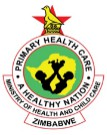 PRIMARY HEALTH CARE
A HEALTHY NATION
MINISTRY OF HEALTH AND CHILD CARE
ZIMBABWE